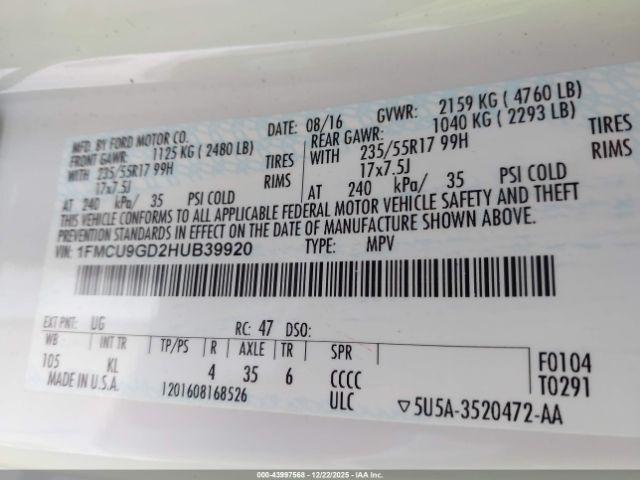 MFD. BY FORD MOTOR CO.
DATE: 08/16 GVWR: 2159 KG ( 4760 LB)
FRONT GAWR: 1125 KG ( 2480 LB)
REAR GAWR: 1040 KG ( 2293 LB)
WITH 235/55R17 99H TIRES
WITH 235/55R17 99H TIRES
17x7.5J RIMS
17x7.5J RIMS
AT 240 kPa/ 35 PSI COLD
AT 240 kPa/ 35 PSI COLD
THIS VEHICLE CONFORMS TO ALL APPLICABLE FEDERAL MOTOR VEHICLE SAFETY AND THEFT
PREVENTION STANDARDS IN EFFECT ON THE DATE OF MANUFACTURE SHOWN ABOVE.
VIN: 1FMCU9GD2HUB39920 TYPE: MPV
EXT PNT: UG RC: 47 DSO:
WB INT TR TP/PS R AXLE TR SPR
105 KL 4 35 6 CCCC F0104
MADE IN U.S.A. 1201608168526 ULC T0291
▽5U5A-3520472-AA
000-43997568 - 12/22/2025 - IAA Inc.